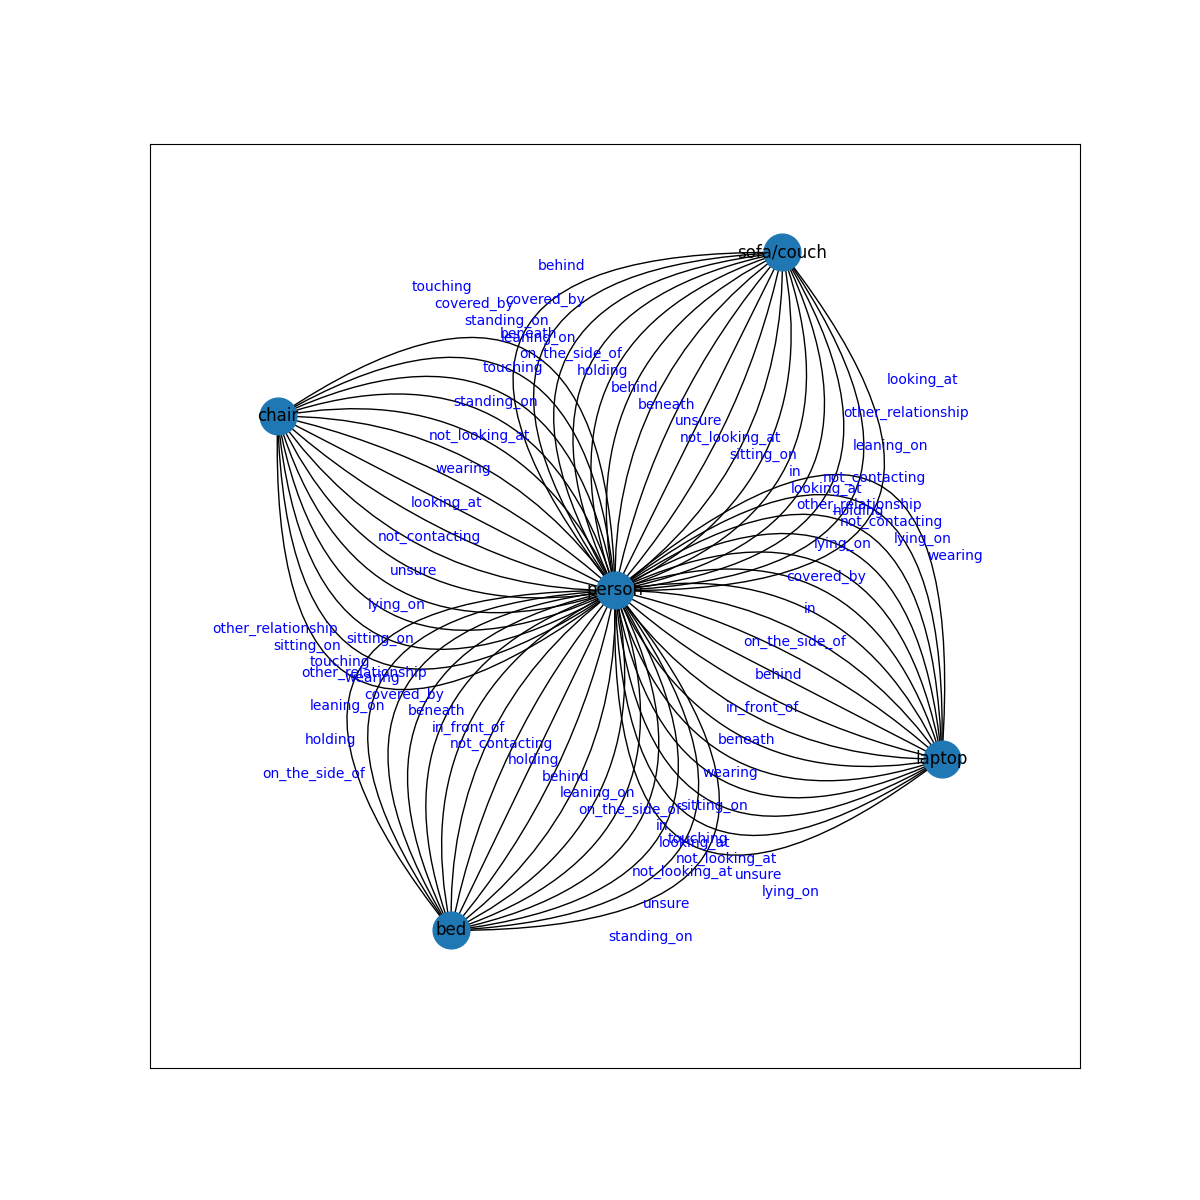 sofa/couch
behind
touching
covered_by
covered_by
standing_on
beneath
leaning_on
on_the_side_of
touching
holding
looking_at
behind
standing_on
beneath
other_relationship
chair
unsure
not_looking_at
not_looking_at
leaning_on
sitting_on
wearing
in
not_contacting
looking_at
looking_at
other_relationship
holding
not_contacting
not_contacting
lying_on
lying_on
wearing
unsure
covered_by
person
lying_on
in
other_relationship
sitting_on
on_the_side_of
sitting_on
touching
other_relationship
wearing
behind
covered_by
leaning_on
beneath
in_front_of
in_front_of
holding
not_contacting
beneath
laptop
holding
on_the_side_of
behind
wearing
leaning_on
on_the_side_of
sitting_on
in
touching
looking_at
not_looking_at
not_looking_at
unsure
lying_on
unsure
bed
standing_on